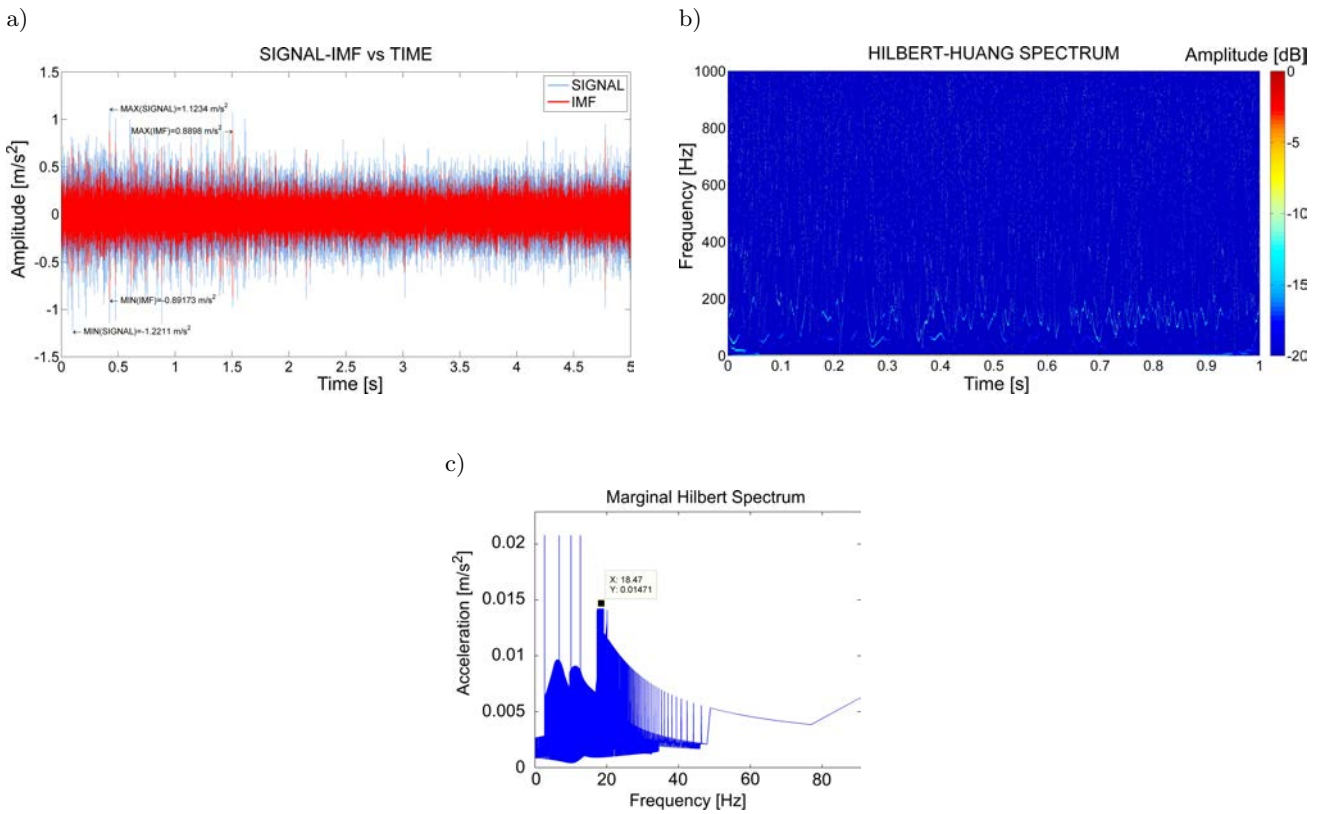 a)
SIGNAL-IMF vs TIME
1.5
1
0.5
0
-0.5
-1
-1.5
Amplitude [m/s²]
SIGNAL
IMF
← MAX(SIGNAL)=1.1234 m/s²
MAX(IMF)=0.8898 m/s² →
← MIN(IMF)=-0.89173 m/s²
← MIN(SIGNAL)=-1.2211 m/s²
0 0.5 1 1.5 2 2.5 3 3.5 4 4.5 5
Time [s]
b)
HILBERT-HUANG SPECTRUM
Amplitude [dB]
1000
800
600
400
200
0
Frequency [Hz]
0 0.1 0.2 0.3 0.4 0.5 0.6 0.7 0.8 0.9 1
Time [s]
0
-5
-10
-15
-20
c)
Marginal Hilbert Spectrum
0.02
0.015
0.01
0.005
0
Acceleration [m/s²]
X: 18.47
Y: 0.01471
0 20 40 60 80
Frequency [Hz]